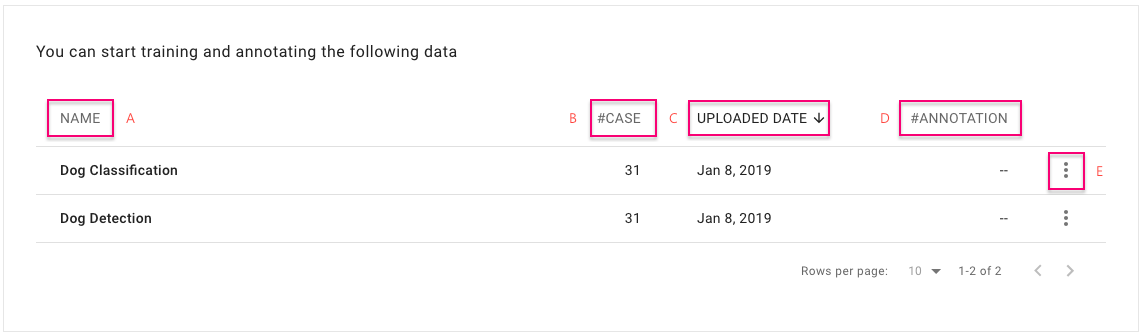 You can start training and annotating the following data
NAME A B #CASE C UPLOADED DATE ↓ D #ANNOTATION
Dog Classification 31 Jan 8, 2019 -- E
Dog Detection 31 Jan 8, 2019 --
Rows per page: 10 1-2 of 2